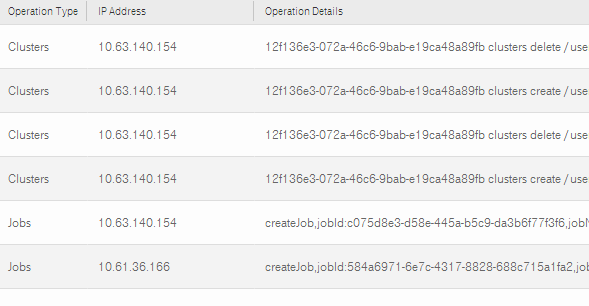 Operation Type IP Address Operation Details
Clusters 10.63.140.154 12f136e3-072a-46c6-9bab-e19ca48a89fb clusters delete / use
Clusters 10.63.140.154 12f136e3-072a-46c6-9bab-e19ca48a89fb clusters create / use
Clusters 10.63.140.154 12f136e3-072a-46c6-9bab-e19ca48a89fb clusters delete / use
Clusters 10.63.140.154 12f136e3-072a-46c6-9bab-e19ca48a89fb clusters create / use
Jobs 10.63.140.154 createJob,jobId:c075d8e3-d58e-445a-b5c9-da3b6f77f3f6,jobN
Jobs 10.61.36.166 createJob,jobId:584a6971-6e7c-4317-8828-688c715a1fa2,job